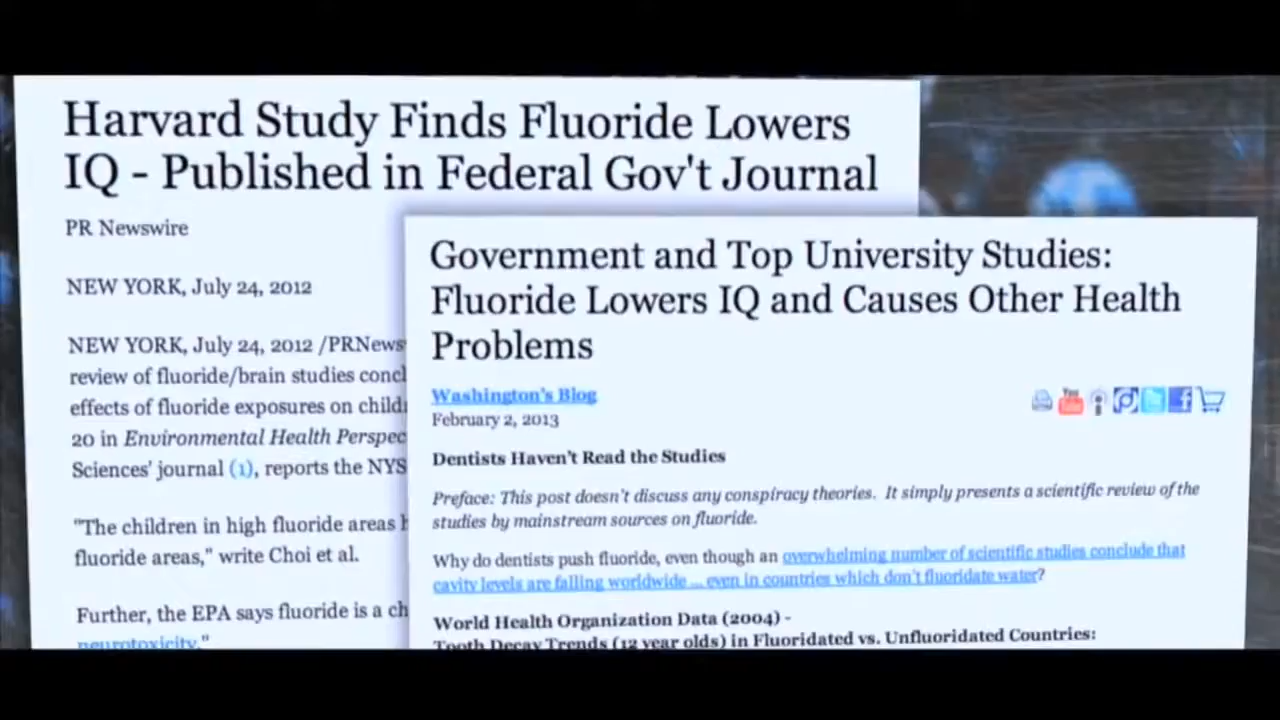 Harvard Study Finds Fluoride Lowers
IQ - Published in Federal Gov't Journal
PR Newswire
NEW YORK, July 24, 2012
NEW YORK, July 24, 2012 /PRNews
review of fluoride/brain studies concl
effects of fluoride exposures on child
20 in Environmental Health Perspec
Sciences' journal (1), reports the NYS
"The children in high fluoride areas h
fluoride areas," write Choi et al.
Further, the EPA says fluoride is a ch
neurotoxicity."
Government and Top University Studies:
Fluoride Lowers IQ and Causes Other Health
Problems
Washington's Blog
February 2, 2013
Dentists Haven't Read the Studies
Preface: This post doesn't discuss any conspiracy theories. It simply presents a scientific review of the
studies by mainstream sources on fluoride.
Why do dentists push fluoride, even though an overwhelming number of scientific studies conclude that
cavity levels are falling worldwide ... even in countries which don't fluoridate water?
World Health Organization Data (2004) -
Tooth Decay Trends (12 year olds) in Fluoridated vs. Unfluoridated Countries: